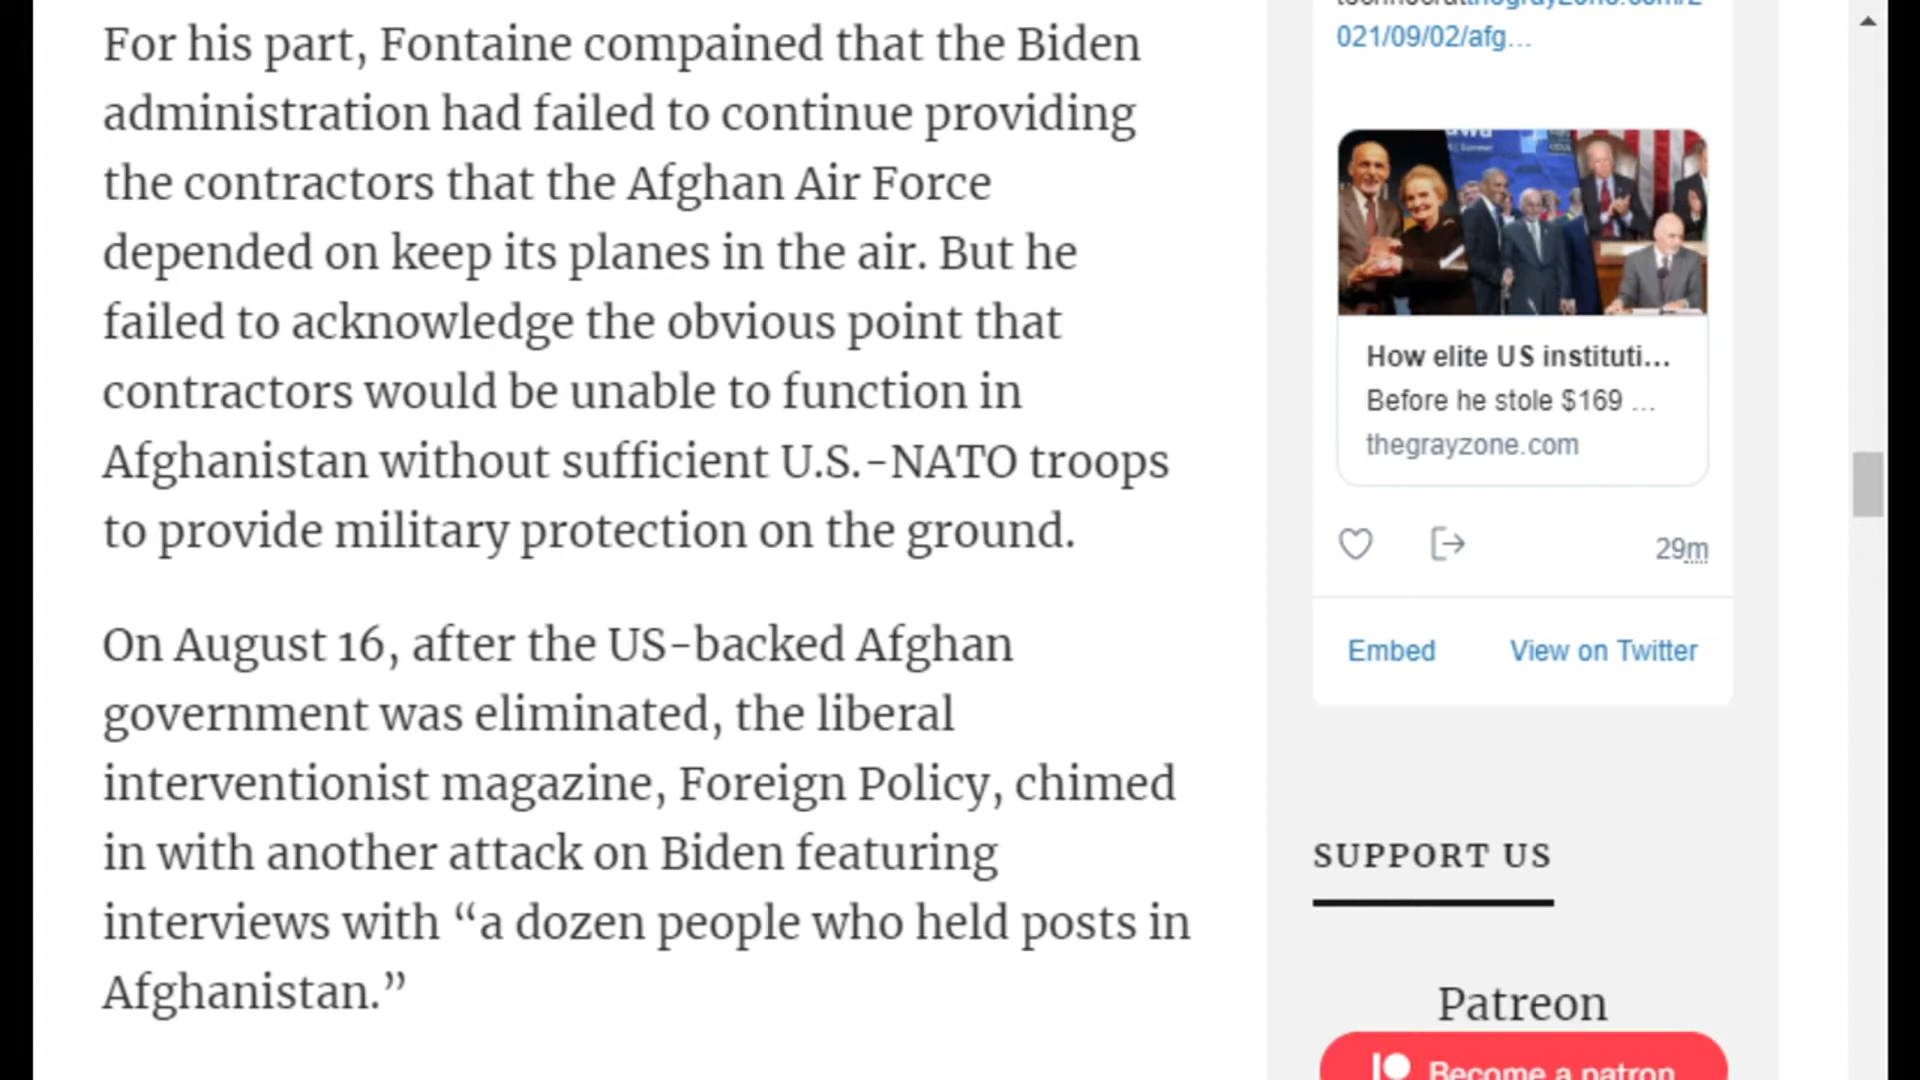 For his part, Fontaine compained that the Biden
administration had failed to continue providing
the contractors that the Afghan Air Force
depended on keep its planes in the air. But he
failed to acknowledge the obvious point that
contractors would be unable to function in
Afghanistan without sufficient U.S.-NATO troops
to provide military protection on the ground.
On August 16, after the US-backed Afghan
government was eliminated, the liberal
interventionist magazine, Foreign Policy, chimed
in with another attack on Biden featuring
interviews with “a dozen people who held posts in
Afghanistan.”
021/09/02/afg...
How elite US instituti...
Before he stole $169 ...
thegrayzone.com
29m
Embed
View on Twitter
SUPPORT US
Patreon
Become a patron